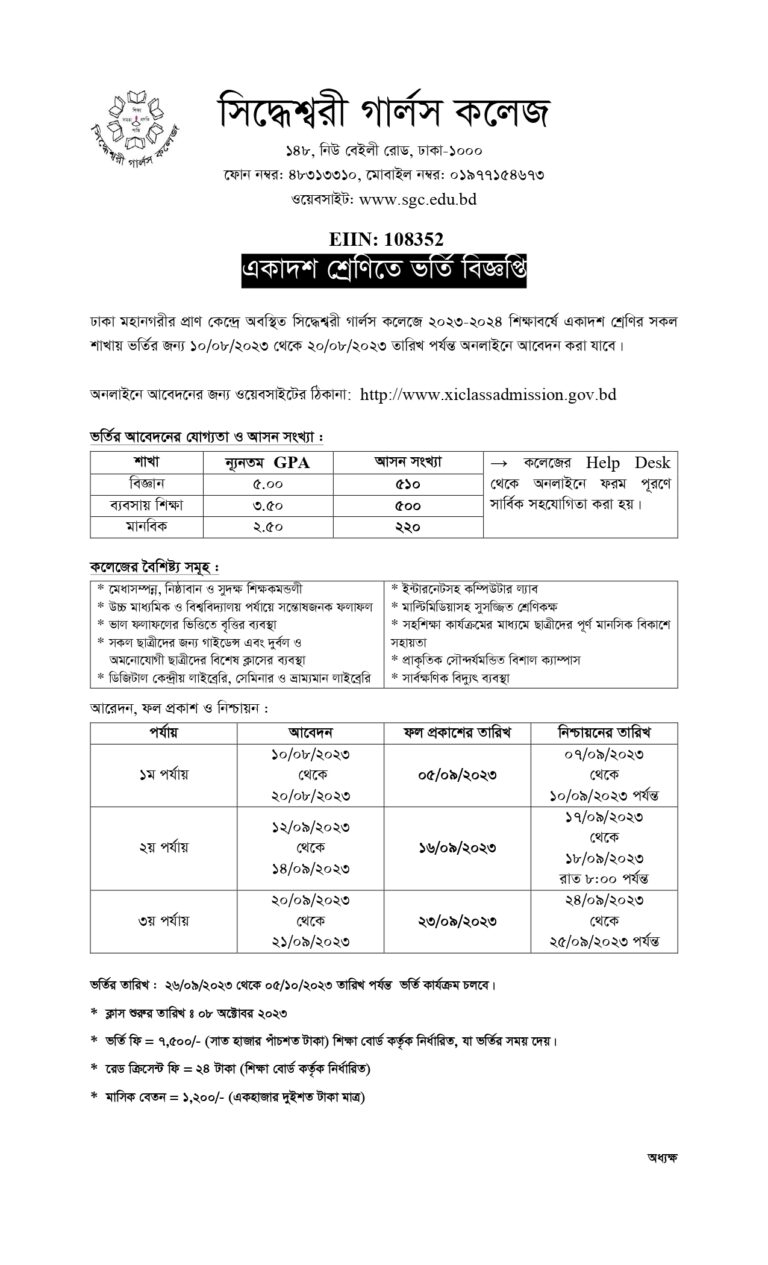 সিদ্ধেশ্বরী গার্লস কলেজ
সিদ্ধেশ্বরী গার্লস কলেজ
১৪৮, নিউ বেইলী রোড, ঢাকা-১০০০
ফোন নম্বর: ৪৮৩১৩৩১০, মোবাইল নম্বর: ০১৯৭৭১৫৪৬৭৩
ওয়েবসাইট: www.sgc.edu.bd
EIIN: 108352
একাদশ শ্রেণিতে ভর্তি বিজ্ঞপ্তি
ঢাকা মহানগরীর প্রাণ কেন্দ্রে অবস্থিত সিদ্ধেশ্বরী গার্লস কলেজে ২০২৩-২০২৪ শিক্ষাবর্ষে একাদশ শ্রেণির সকল
শাখায় ভর্তির জন্য ১০/০৮/২০২৩ থেকে ২০/০৮/২০২৩ তারিখ পর্যন্ত অনলাইনে আবেদন করা যাবে।
অনলাইনে আবেদনের জন্য ওয়েবসাইটের ঠিকানা: http://www.xiclassadmission.gov.bd
ভর্তির আবেদনের যোগ্যতা ও আসন সংখ্যা :
শাখা ন্যূনতম GPA আসন সংখ্যা
বিজ্ঞান ৫.০০ ৫১০
ব্যবসায় শিক্ষা ৩.৫০ ৫০০
মানবিক ২.৫০ ২২০
→ কলেজের Help Desk
থেকে অনলাইনে ফরম পূরণে
সার্বিক সহযোগিতা করা হয়।
কলেজের বৈশিষ্ট্য সমূহ :
* মেধাসম্পন্ন, নিষ্ঠাবান ও সুদক্ষ শিক্ষকমন্ডলী
* উচ্চ মাধ্যমিক ও বিশ্ববিদ্যালয় পর্যায়ে সন্তোষজনক ফলাফল
* ভাল ফলাফলের ভিত্তিতে বৃত্তির ব্যবস্থা
* সকল ছাত্রীদের জন্য গাইডেন্স এবং দুর্বল ও
অমনোযোগী ছাত্রীদের বিশেষ ক্লাসের ব্যবস্থা
* ডিজিটাল কেন্দ্রীয় লাইব্রেরি, সেমিনার ও ভ্রাম্যমান লাইব্রেরি
* ইন্টারনেটসহ কম্পিউটার ল্যাব
* মাল্টিমিডিয়াসহ সুসজ্জিত শ্রেণিকক্ষ
* সহশিক্ষা কার্যক্রমের মাধ্যমে ছাত্রীদের পূর্ণ মানসিক বিকাশে
সহায়তা
* প্রাকৃতিক সৌন্দর্যমন্ডিত বিশাল ক্যাম্পাস
* সার্বক্ষণিক বিদ্যুৎ ব্যবস্থা
আরেদন, ফল প্রকাশ ও নিশ্চায়ন :
পর্যায় আবেদন ফল প্রকাশের তারিখ নিশ্চায়নের তারিখ
১ম পর্যায়
১০/০৮/২০২৩
থেকে
২০/০৮/২০২৩
০৫/০৯/২০২৩
০৭/০৯/২০২৩
থেকে
১০/০৯/২০২৩ পর্যন্ত
২য় পর্যায়
১২/০৯/২০২৩
থেকে
১৪/০৯/২০২৩
১৬/০৯/২০২৩
১৭/০৯/২০২৩
থেকে
১৮/০৯/২০২৩
রাত ৮:০০ পর্যন্ত
৩য় পর্যায়
২০/০৯/২০২৩
থেকে
২১/০৯/২০২৩
২৩/০৯/২০২৩
২৪/০৯/২০২৩
থেকে
২৫/০৯/২০২৩ পর্যন্ত
ভর্তির তারিখ : ২৬/০৯/২০২৩ থেকে ০৫/১০/২০২৩ তারিখ পর্যন্ত ভর্তি কার্যক্রম চলবে।
* ক্লাস শুরুর তারিখ ঃ ০৮ অক্টোবর ২০২৩
* ভর্তি ফি = ৭,৫০০/- (সাত হাজার পাঁচশত টাকা) শিক্ষা বোর্ড কর্তৃক নির্ধারিত, যা ভর্তির সময় দেয়।
* রেড ক্রিসেন্ট ফি = ২৪ টাকা (শিক্ষা বোর্ড কর্তৃক নির্ধারিত)
* মাসিক বেতন = ১,২০০/- (একহাজার দুইশত টাকা মাত্র)
অধ্যক্ষ